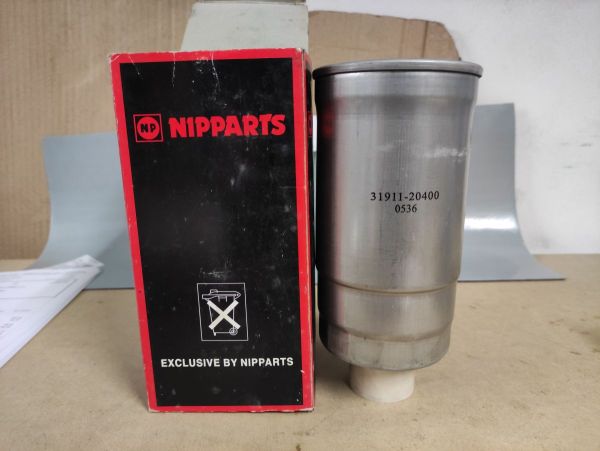 NP NIPPARTS
EXCLUSIVE BY NIPPARTS
31911-20400
0536